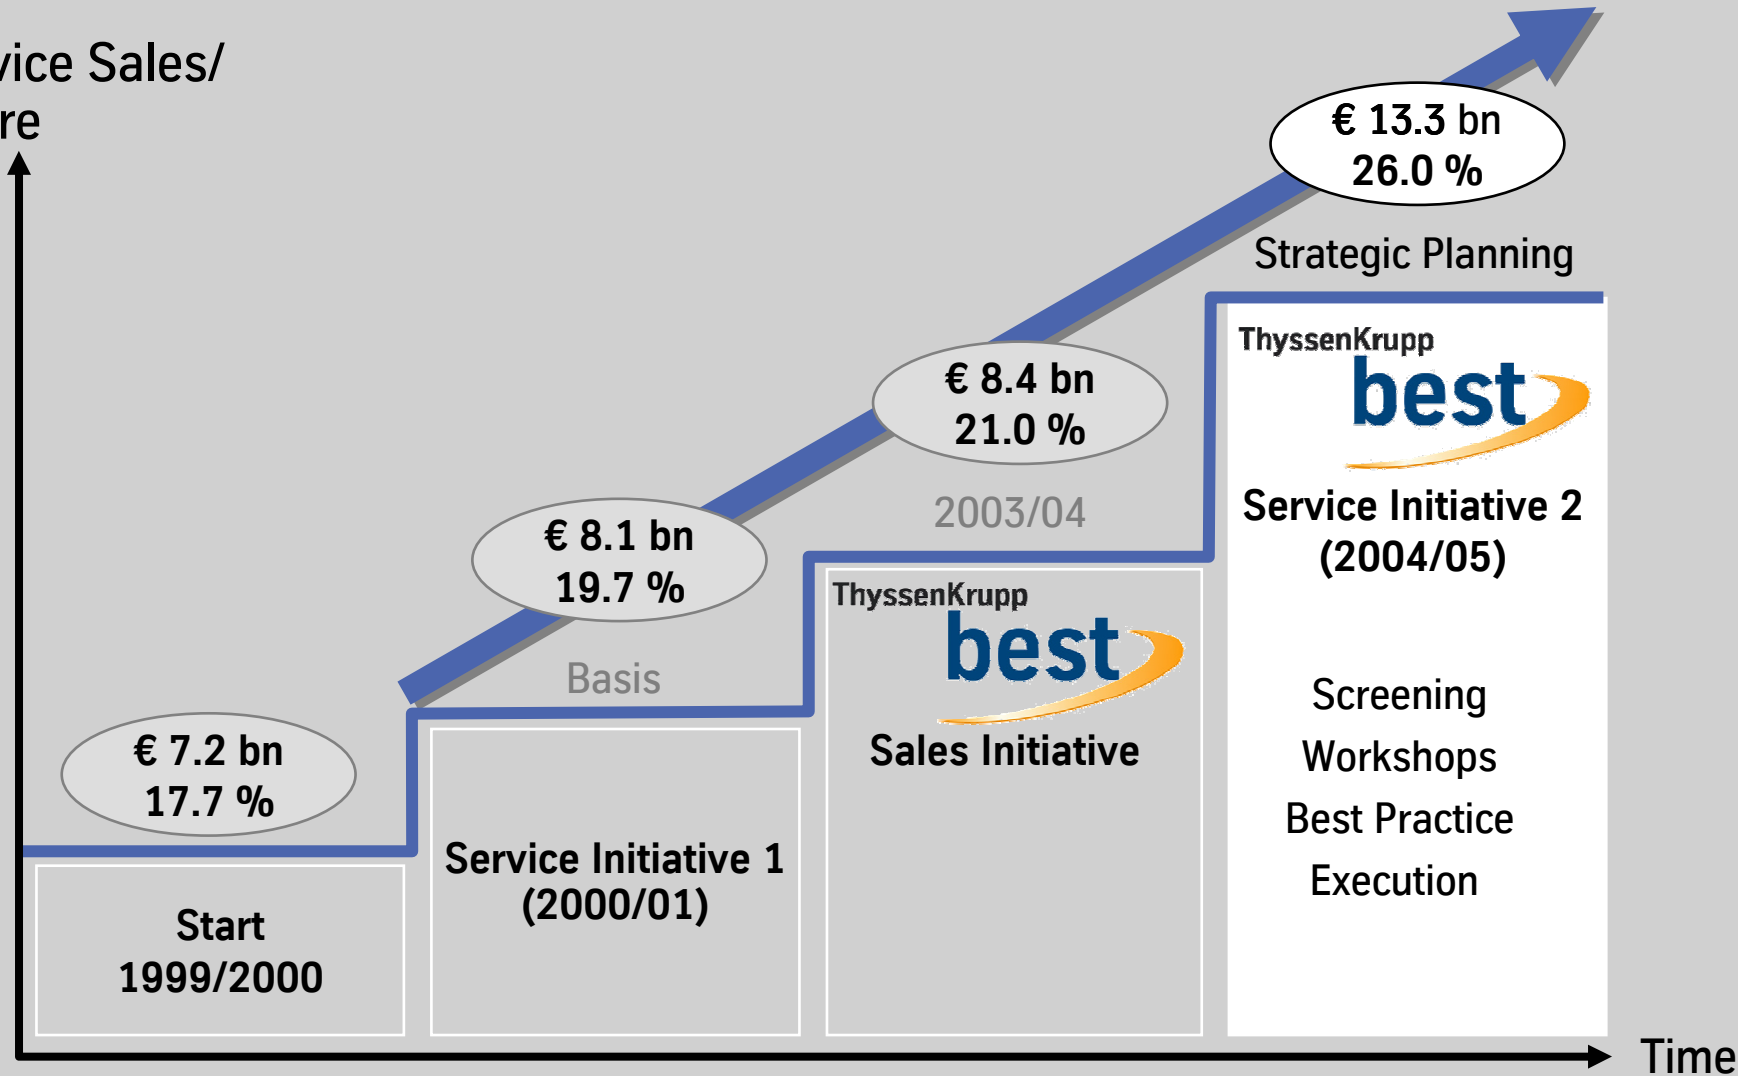 vice Sales/
re
€ 13.3 bn
26.0 %
Strategic Planning
ThyssenKrupp
best
Service Initiative 2
(2004/05)
Screening
Workshops
Best Practice
Execution
€ 8.4 bn
21.0 %
2003/04
ThyssenKrupp
best
Sales Initiative
€ 8.1 bn
19.7 %
Basis
Service Initiative 1
(2000/01)
€ 7.2 bn
17.7 %
Start
1999/2000
Time